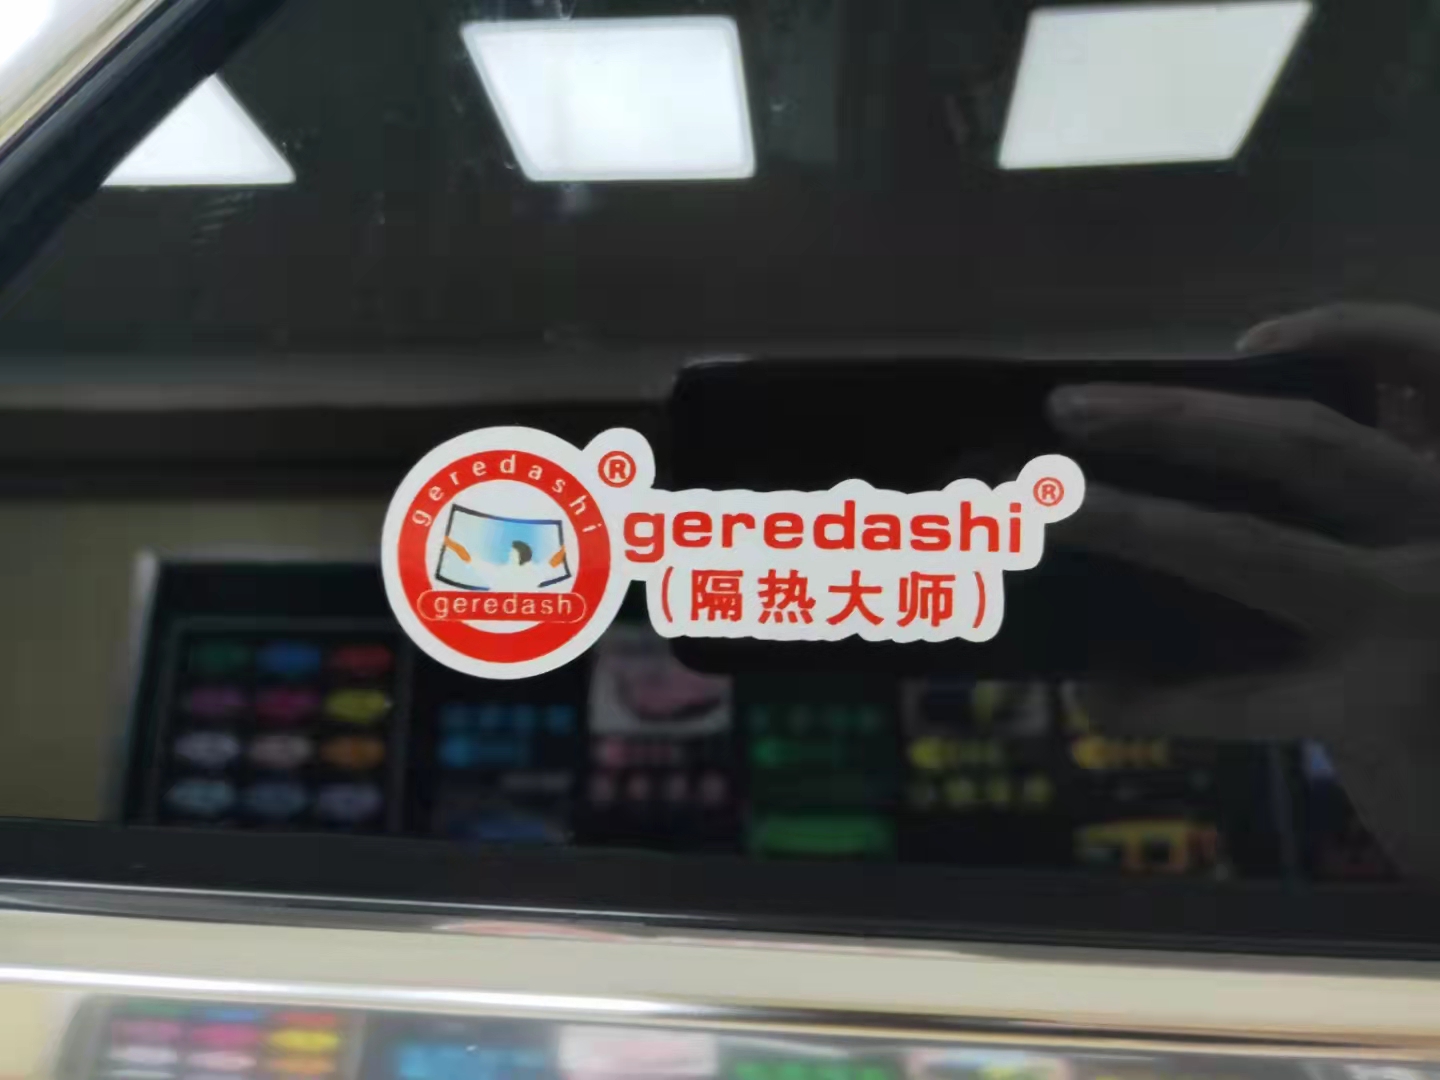 geredashi
geredash
®
geredashi ®
(隔热大师)